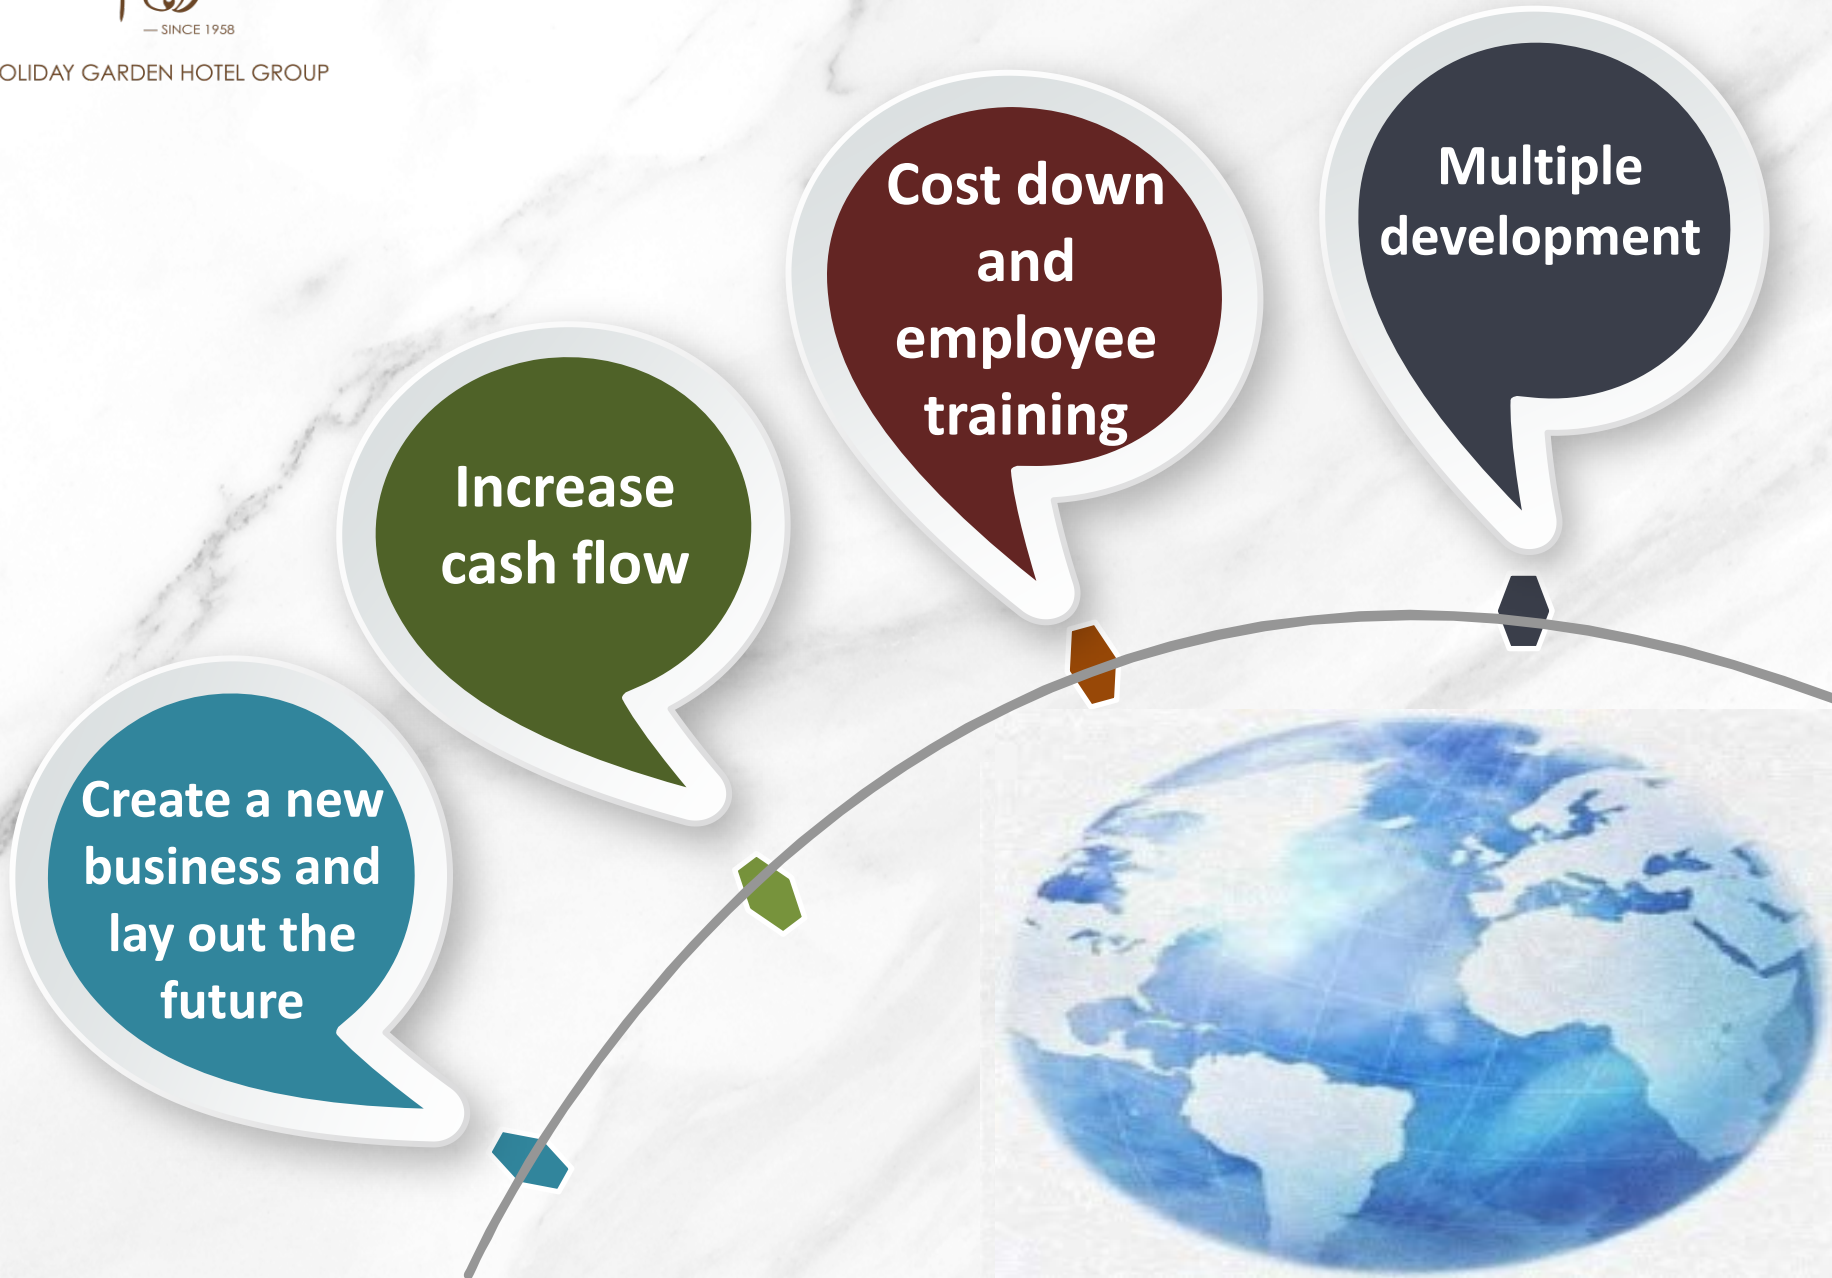 — SINCE 1958
OLIDAY GARDEN HOTEL GROUP
Multiple
development
Cost down
and
employee
training
Increase
cash flow
Create a new
business and
lay out the
future